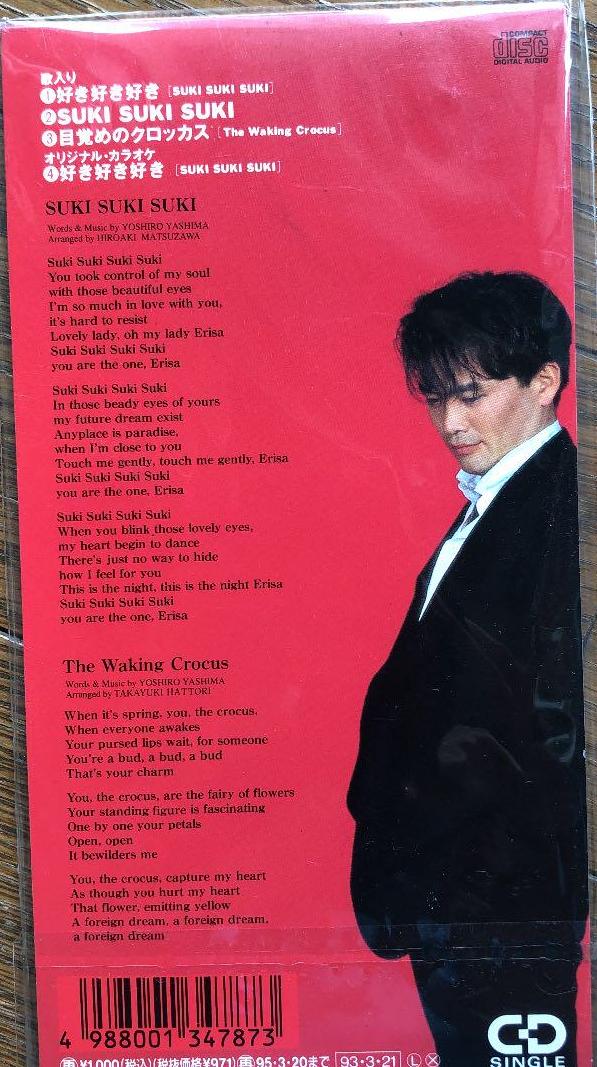 COMPACT
disc
DIGITAL AUDIO
歌入り
①好き好き好き [SUKI SUKI SUKI]
②SUKI SUKI SUKI
③目覚めのクロッカス [The Waking Crocus]
オリジナル・カラオケ
④好き好き好き [SUKI SUKI SUKI]
SUKI SUKI SUKI
Words & Music by YOSHIRO YASHIMA
Arranged by HIROAKI MATSUZAWA
Suki Suki Suki Suki
You took control of my soul
with those beautiful eyes
I'm so much in love with you,
it's hard to resist
Lovely lady, oh my lady Erisa
Suki Suki Suki Suki
you are the one, Erisa
Suki Suki Suki Suki
In those beady eyes of yours
my future dream exist
Anyplace is paradise,
when I'm close to you
Touch me gently, touch me gently, Erisa
Suki Suki Suki Suki
you are the one, Erisa
Suki Suki Suki Suki
When you blink those lovely eyes,
my heart begin to dance
There's just no way to hide
how I feel for you
This is the night, this is the night Erisa
Suki Suki Suki Suki
you are the one, Erisa
The Waking Crocus
Words & Music by YOSHIRO YASHIMA
Arranged by TAKAYUKI HATTORI
When it's spring, you, the crocus,
When everyone awakes
Your pursed lips wait, for someone
You're a bud, a bud, a bud
That's your charm
You, the crocus, are the fairy of flowers
Your standing figure is fascinating
One by one your petals
Open, open
It bewilders me
You, the crocus, capture my heart
As though you hurt my heart
That flower, emitting yellow
A foreign dream, a foreign dream,
a foreign dream
4 988001 347873
CD
SINGLE
再 ¥1,000(税込)(税抜価格¥971) 再 95・3・20まで 93・3・21 Ⓛ Ⓧ